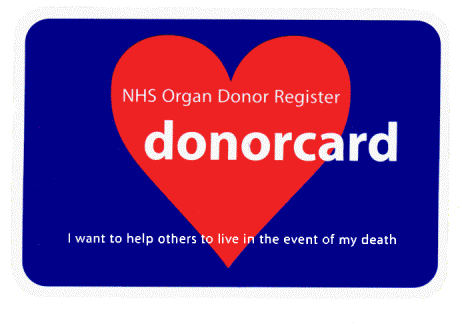 NHS Organ Donor Register
donorcard
I want to help others to live in the event of my death